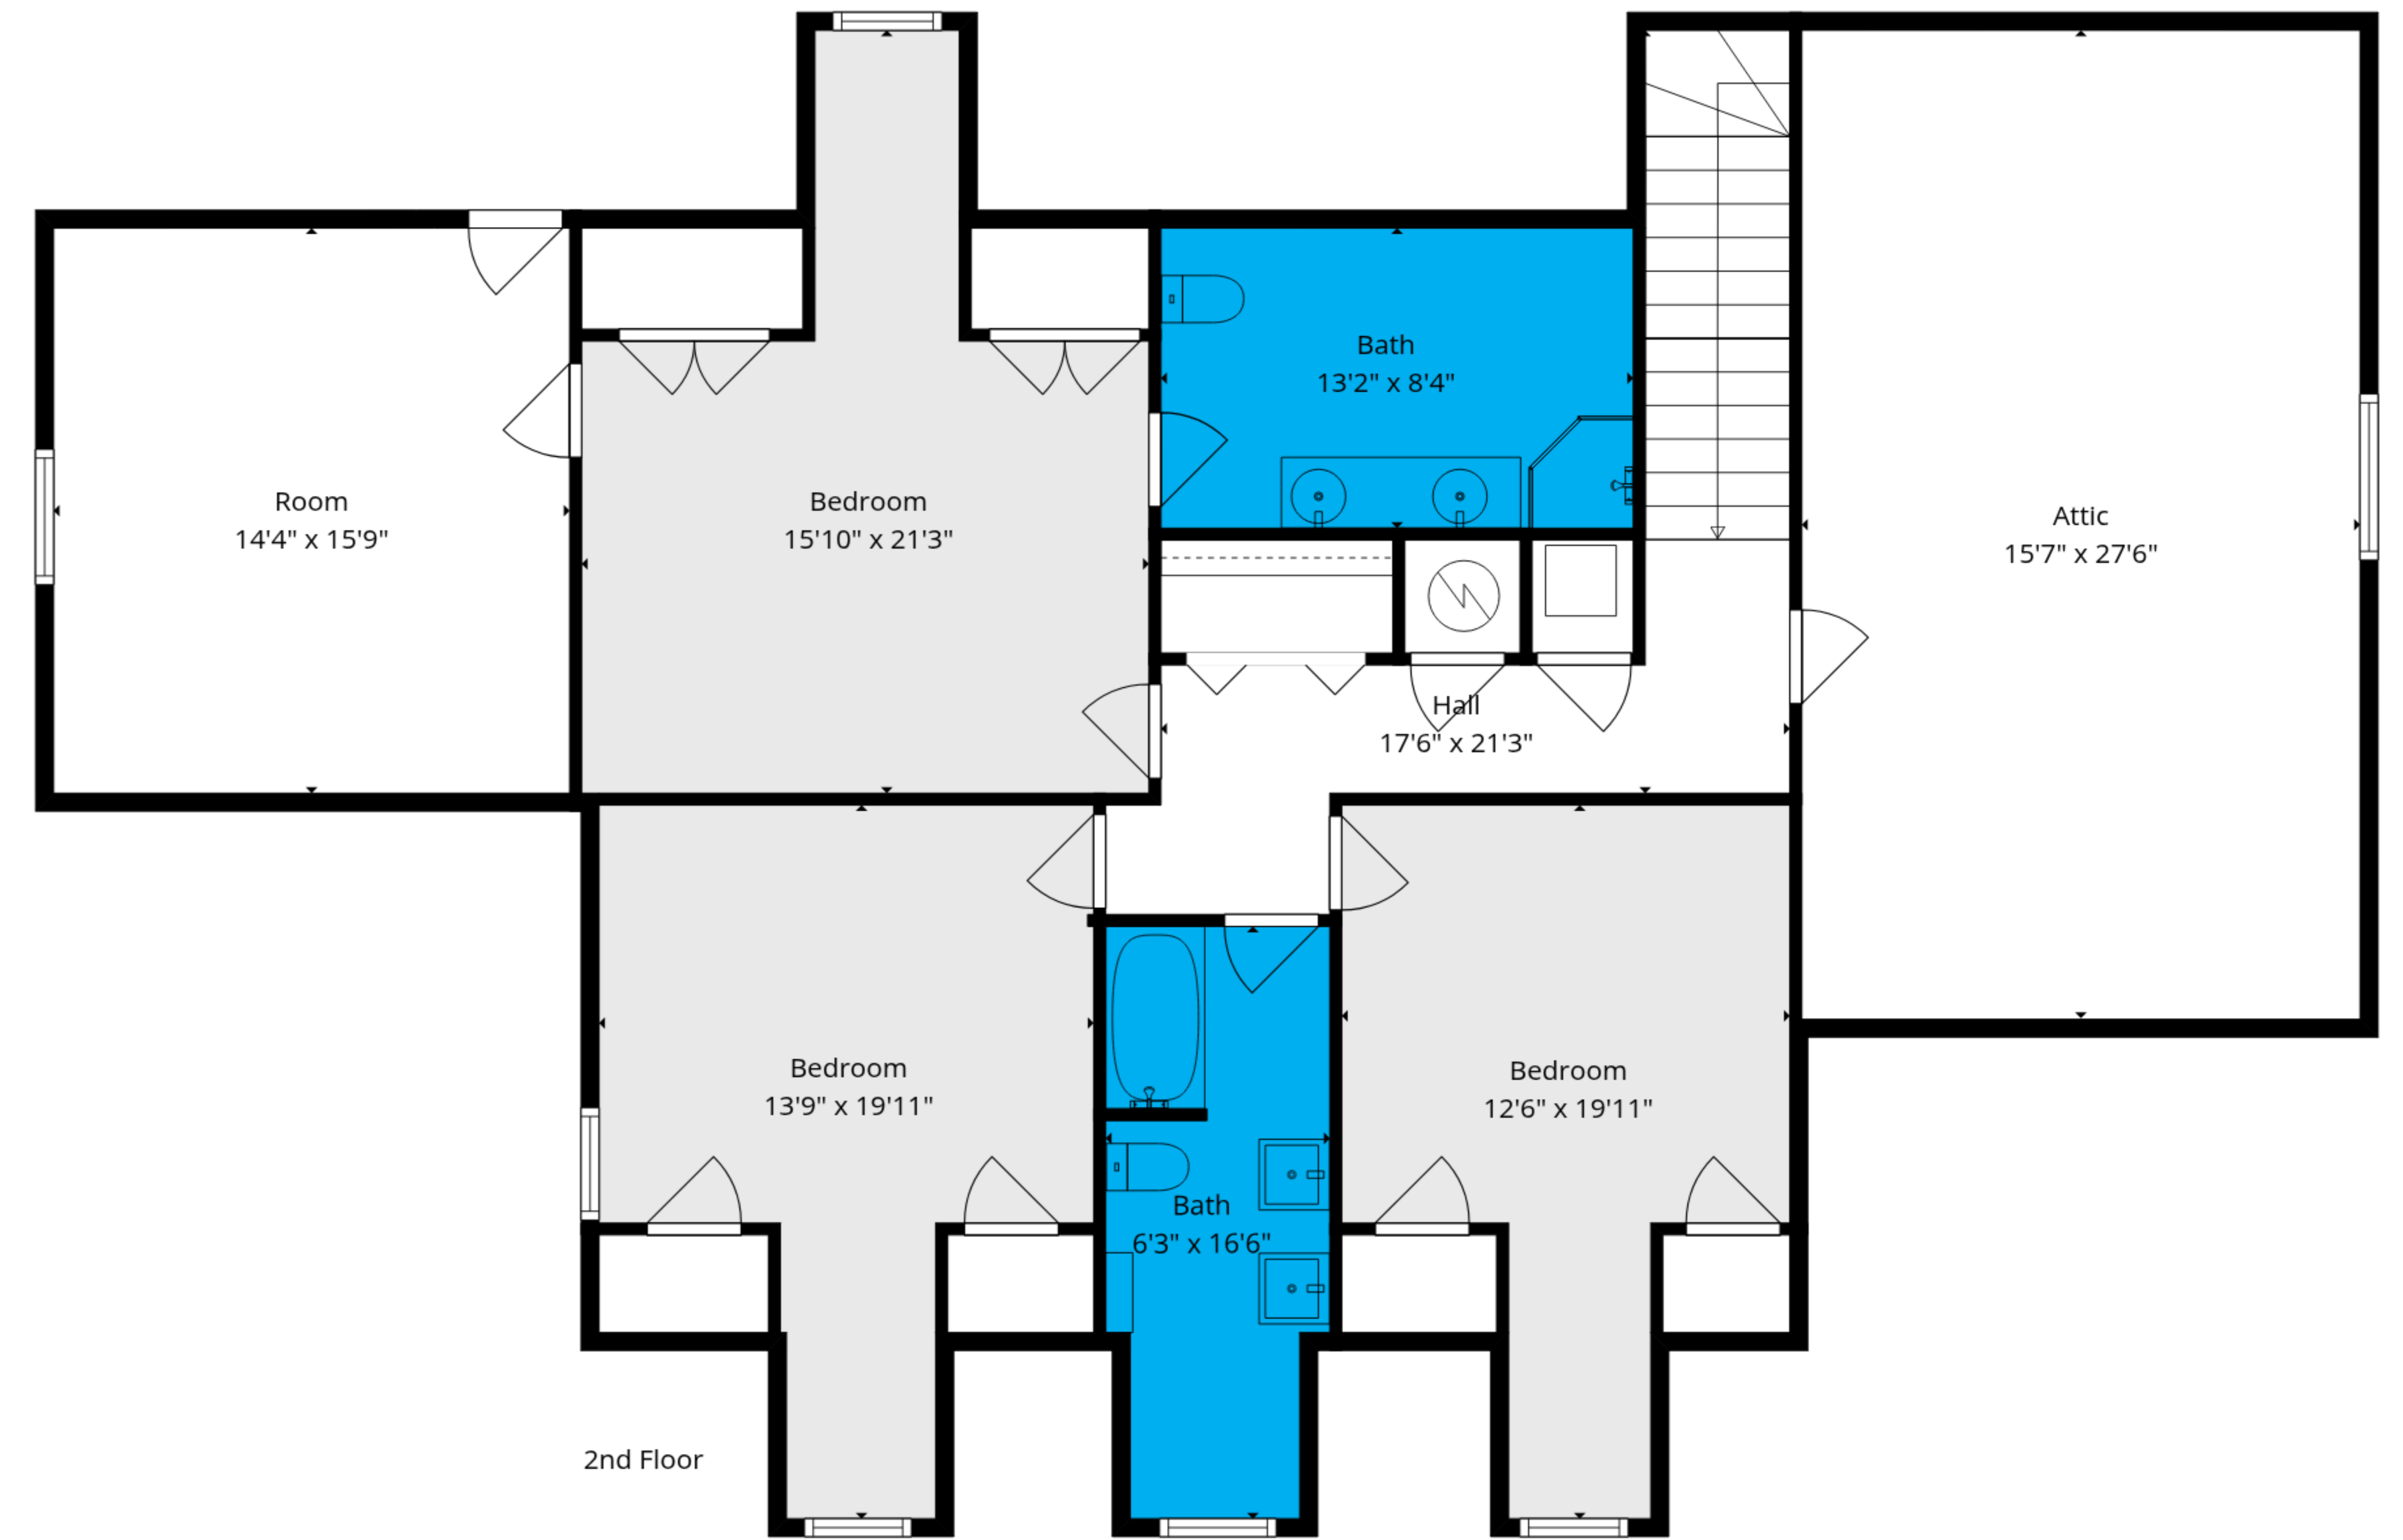 Bath
13'2" x 8'4"
Room
14'4" x 15'9"
Bedroom
15'10" x 21'3"
Attic
15'7" x 27'6"
Hall
17'6" x 21'3"
Bedroom
13'9" x 19'11"
Bedroom
12'6" x 19'11"
Bath
6'3" x 16'6"
2nd Floor